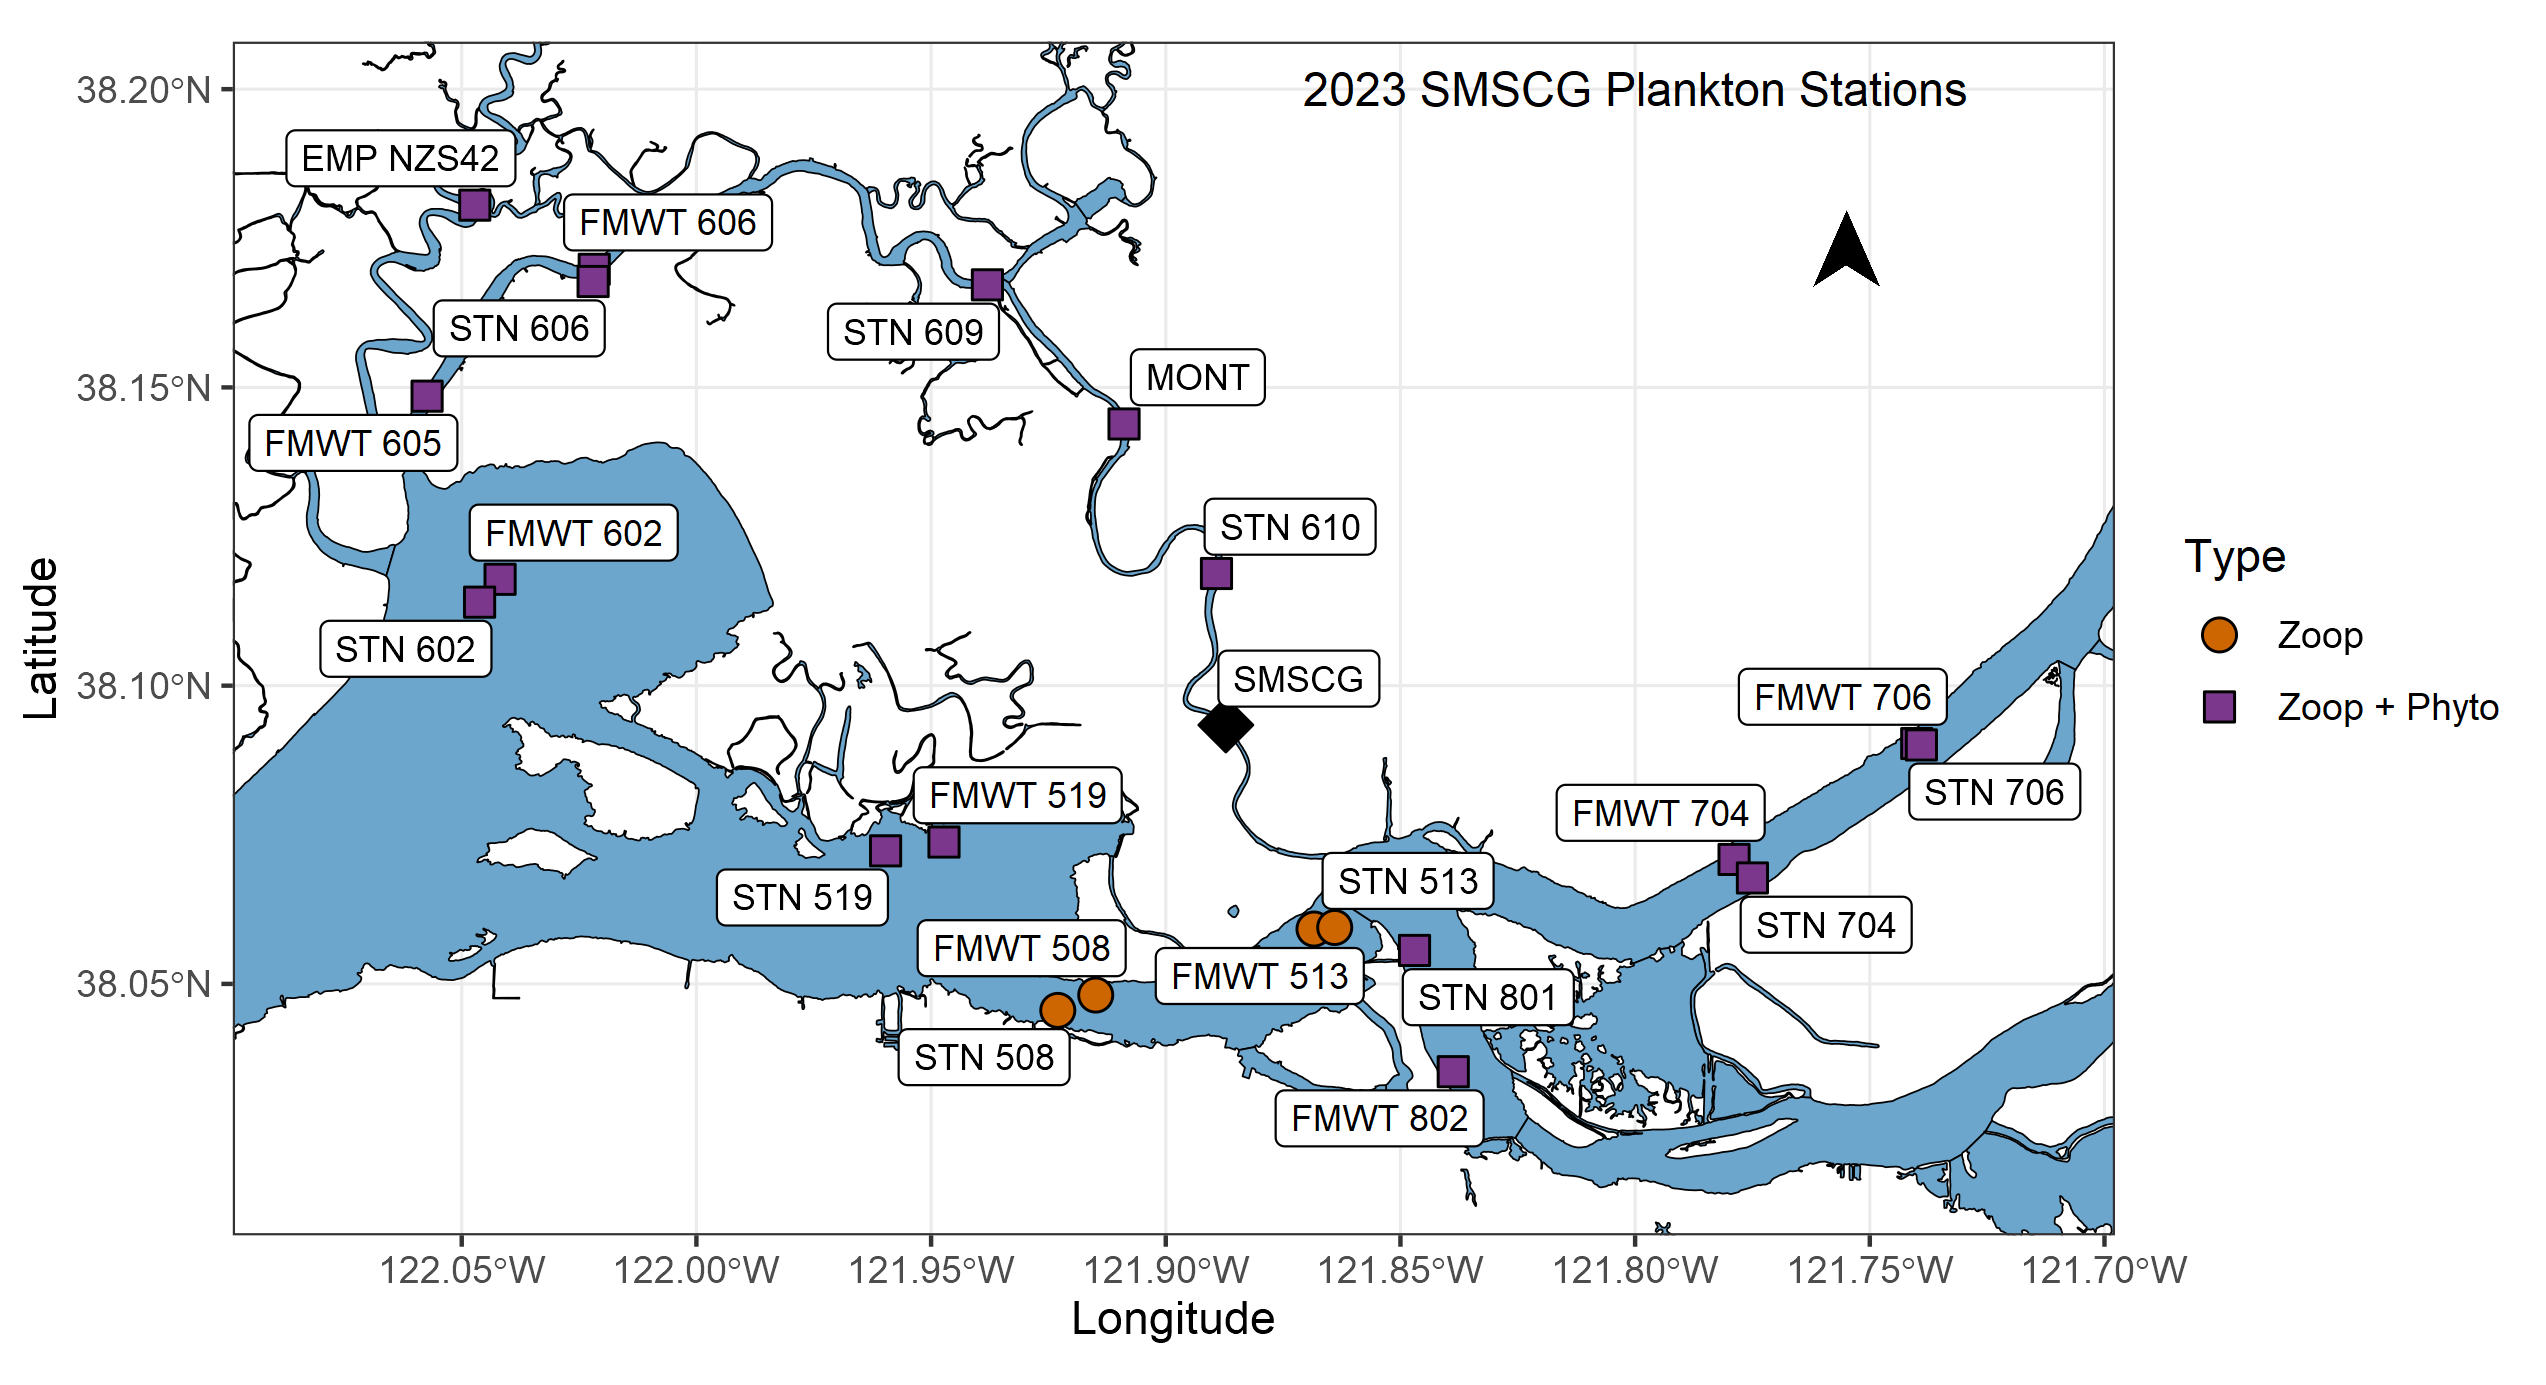 2023 SMSCG Plankton Stations
38.20°N
38.15°N
38.10°N
38.05°N
Latitude
EMP NZS42
FMWT 606
STN 606
STN 609
MONT
FMWT 605
FMWT 602
STN 610
STN 602
SMSCG
FMWT 706
STN 706
FMWT 519
FMWT 704
STN 519
STN 513
STN 704
FMWT 508
FMWT 513
STN 801
STN 508
FMWT 802
122.05°W
122.00°W
121.95°W
121.90°W
121.85°W
121.80°W
121.75°W
121.70°W
Longitude
Type
Zoop
Zoop + Phyto